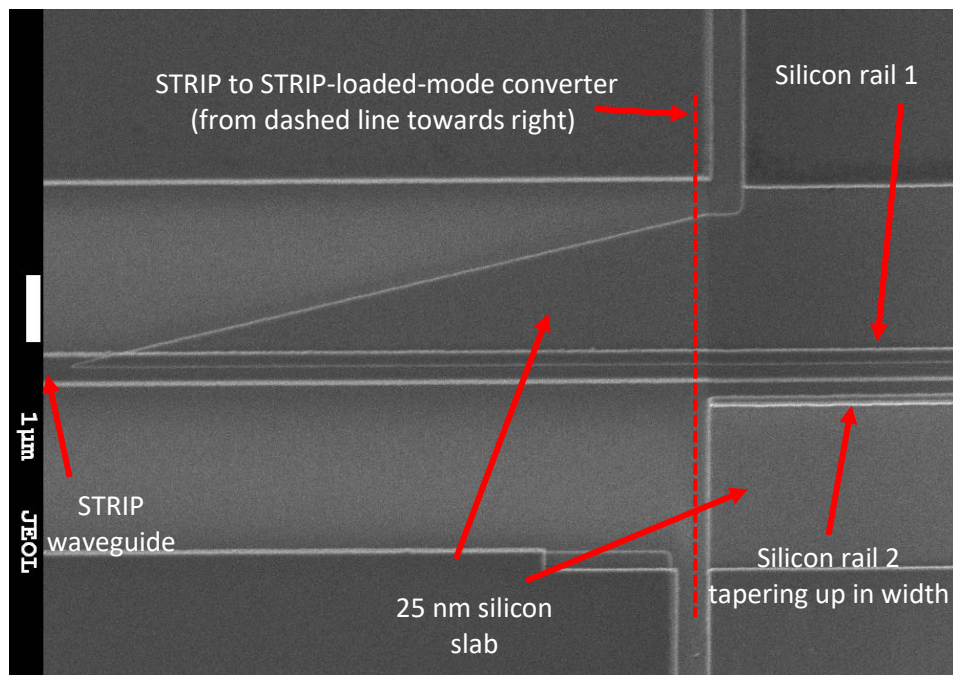 STRIP to STRIP-loaded-mode converter
(from dashed line towards right)
Silicon rail 1
1µm
JEOL
STRIP
waveguide
25 nm silicon
slab
Silicon rail 2
tapering up in width